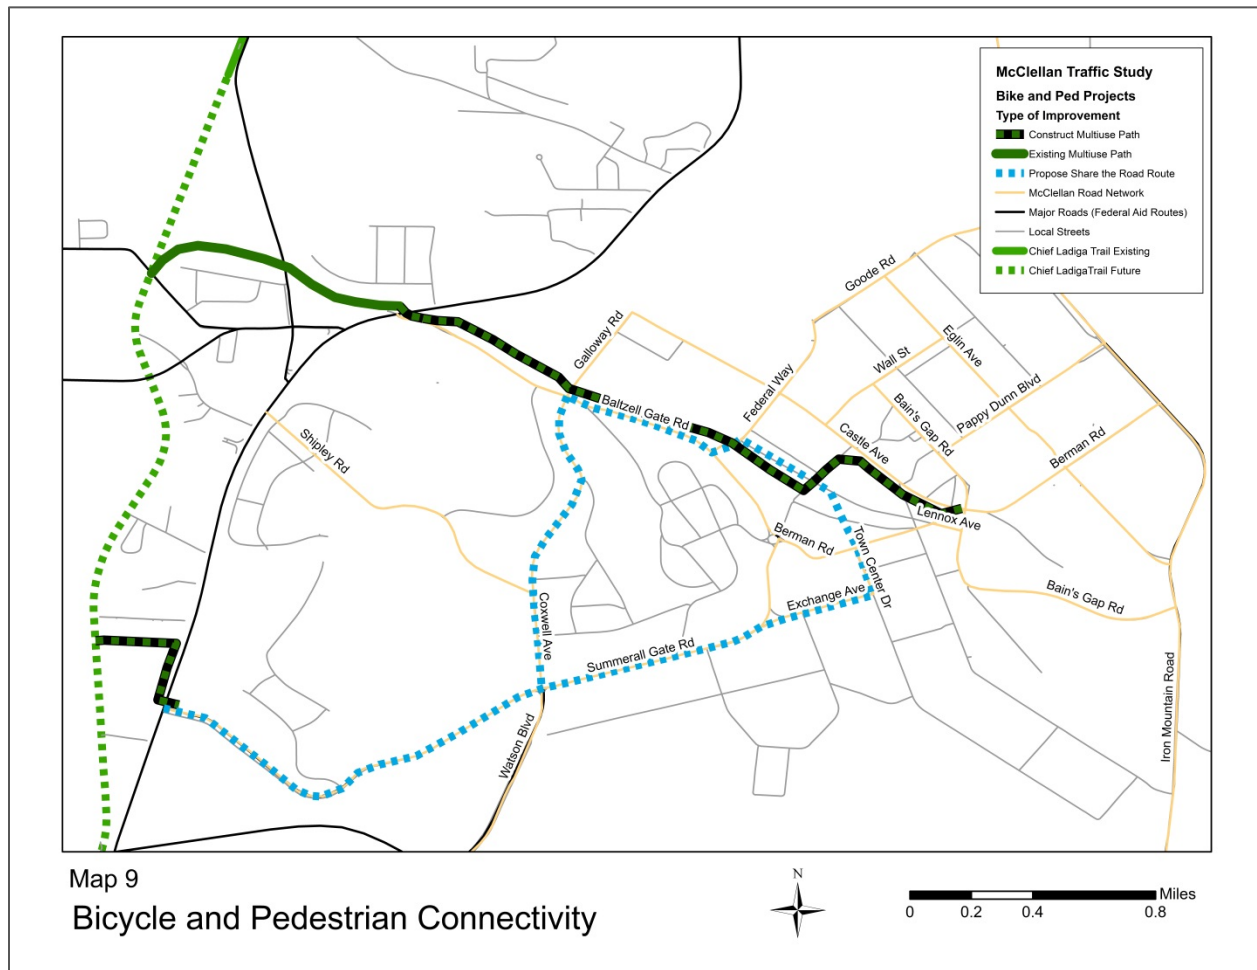 McClellan Traffic Study
Bike and Ped Projects
Type of Improvement
Construct Multiuse Path
Existing Multiuse Path
Propose Share the Road Route
McClellan Road Network
Major Roads (Federal Aid Routes)
Local Streets
Chief Ladiga Trail Existing
Chief LadigaTrail Future
Goode Rd
Galloway Rd
Eglin Ave
Wall St
Federal Way
Pappy Dunn Blvd
Baltzell Gate Rd
Bain's Gap Rd
Castle Ave
Berman Rd
Shipley Rd
Lennox Ave
Berman Rd
Town Center Dr
Exchange Ave
Bain's Gap Rd
Coxwell Ave
Summerall Gate Rd
Iron Mountain Road
Watson Blvd
Map 9
Bicycle and Pedestrian Connectivity
N
Miles
0 0.2 0.4 0.8